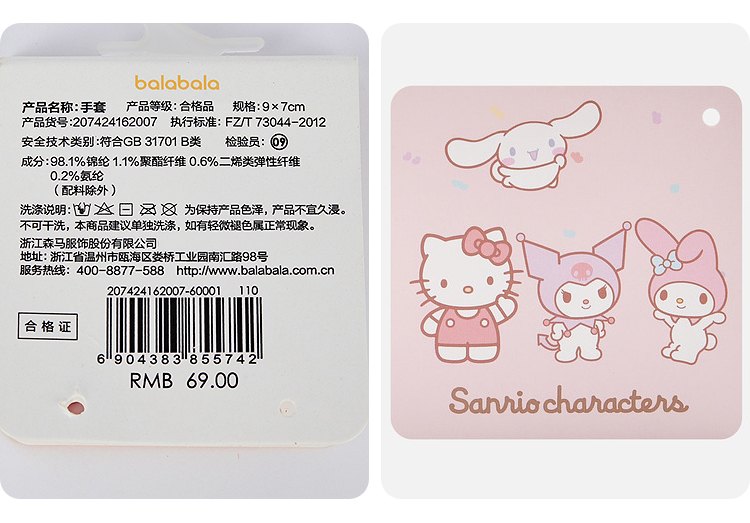 balabala
产品名称:手套 产品等级:合格品 规格:9×7cm
产品货号:207424162007 执行标准: FZ/T 73044-2012
安全技术类别:符合GB 31701 B类 检验员: 09
成分:98.1%锦纶 1.1%聚酯纤维 0.6%二烯类弹性纤维
0.2%氨纶
(配料除外)
洗涤说明: 为保持产品色泽，产品不宜久浸。
不可干洗，本商品建议单独洗涤，如有轻微褪色属正常现象。
浙江森马服饰股份有限公司
地址:浙江省温州市瓯海区娄桥工业园南汇路98号
服务热线: 400-8877-588 http://www.balabala.com.cn
207424162007-60001 110
合格证
6 904383 855742
RMB 69.00
Sanrio characters